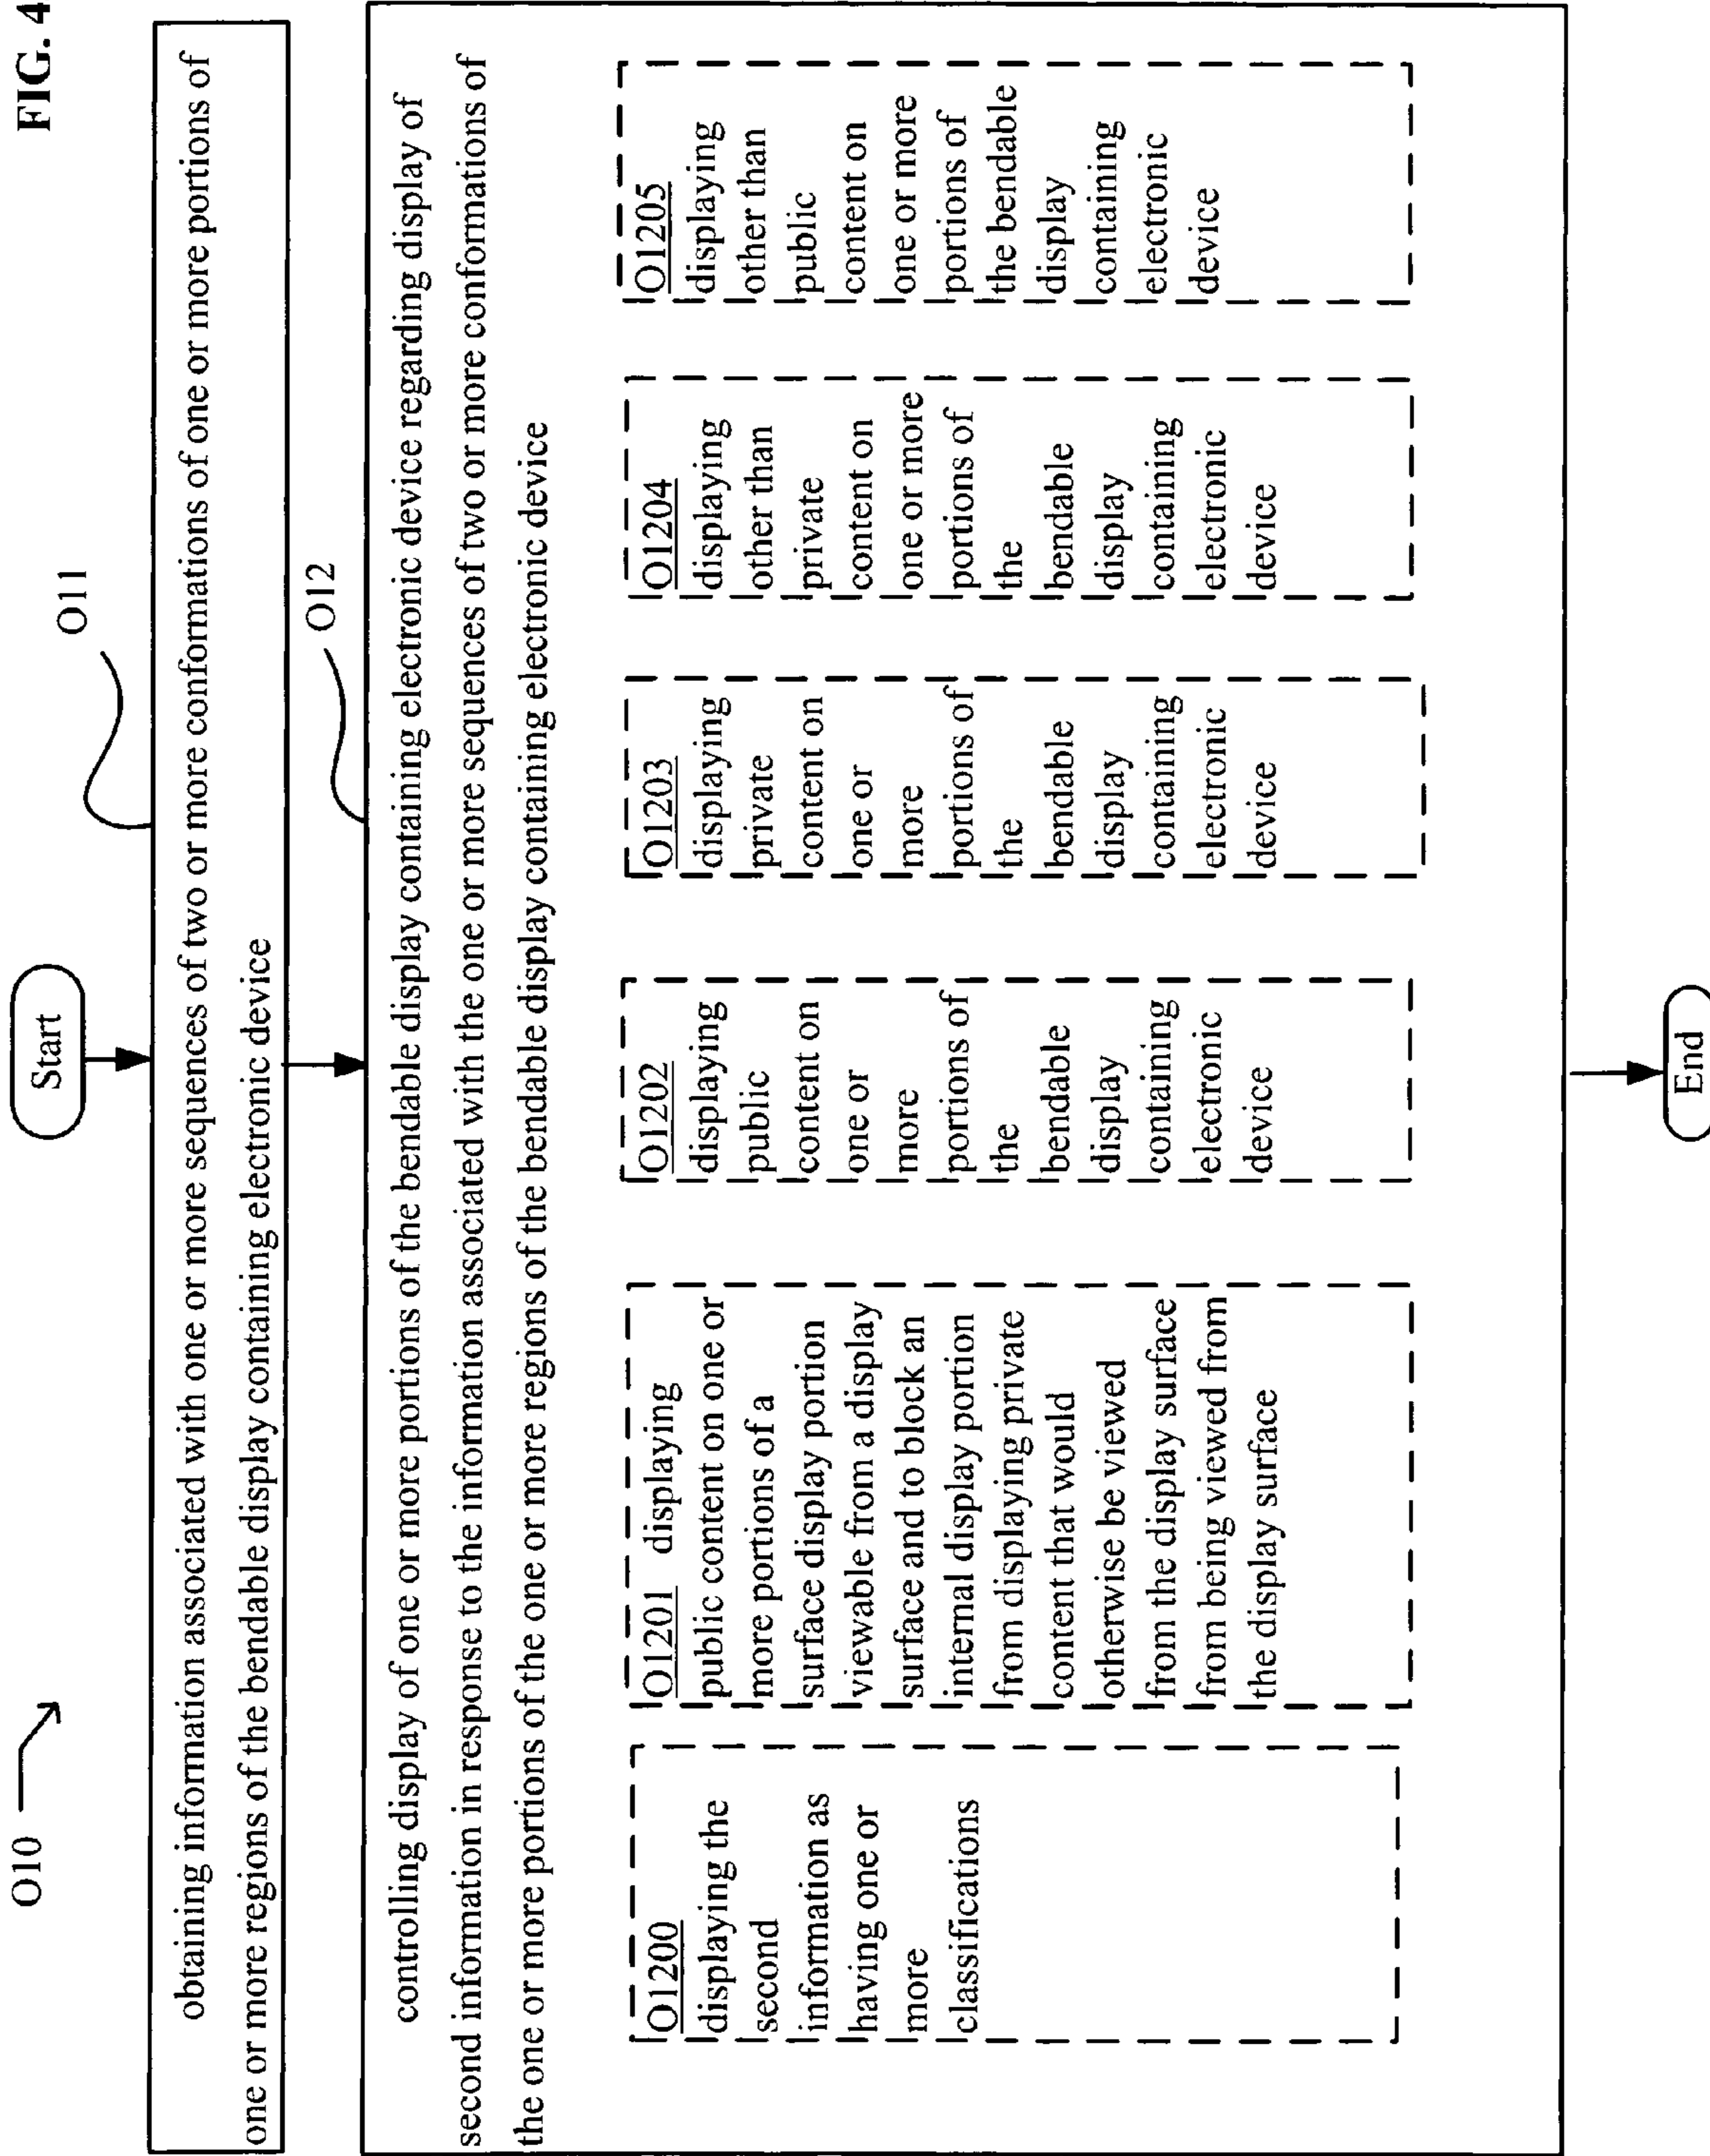 FIG. 4
O10
Start
O11
obtaining information associated with one or more sequences of two or more conformations of one or more portions of
one or more regions of the bendable display containing electronic device
O12
controlling display of one or more portions of the bendable display containing electronic device regarding display of
second information in response to the information associated with the one or more sequences of two or more conformations of
the one or more portions of the one or more regions of the bendable display containing electronic device
O1200
displaying the
second
information as
having one or
more
classifications
O1201 displaying
public content on one or
more portions of a
surface display portion
viewable from a display
surface and to block an
internal display portion
from displaying private
content that would
otherwise be viewed
from the display surface
from being viewed from
the display surface
O1202
displaying
public
content on
one or
more
portions of
the
bendable
display
containing
electronic
device
O1203
displaying
private
content on
one or
more
portions of
the
bendable
display
containing
electronic
device
O1204
displaying
other than
private
content on
one or more
portions of
the
bendable
display
containing
electronic
device
O1205
displaying
other than
public
content on
one or more
portions of
the bendable
display
containing
electronic
device
End